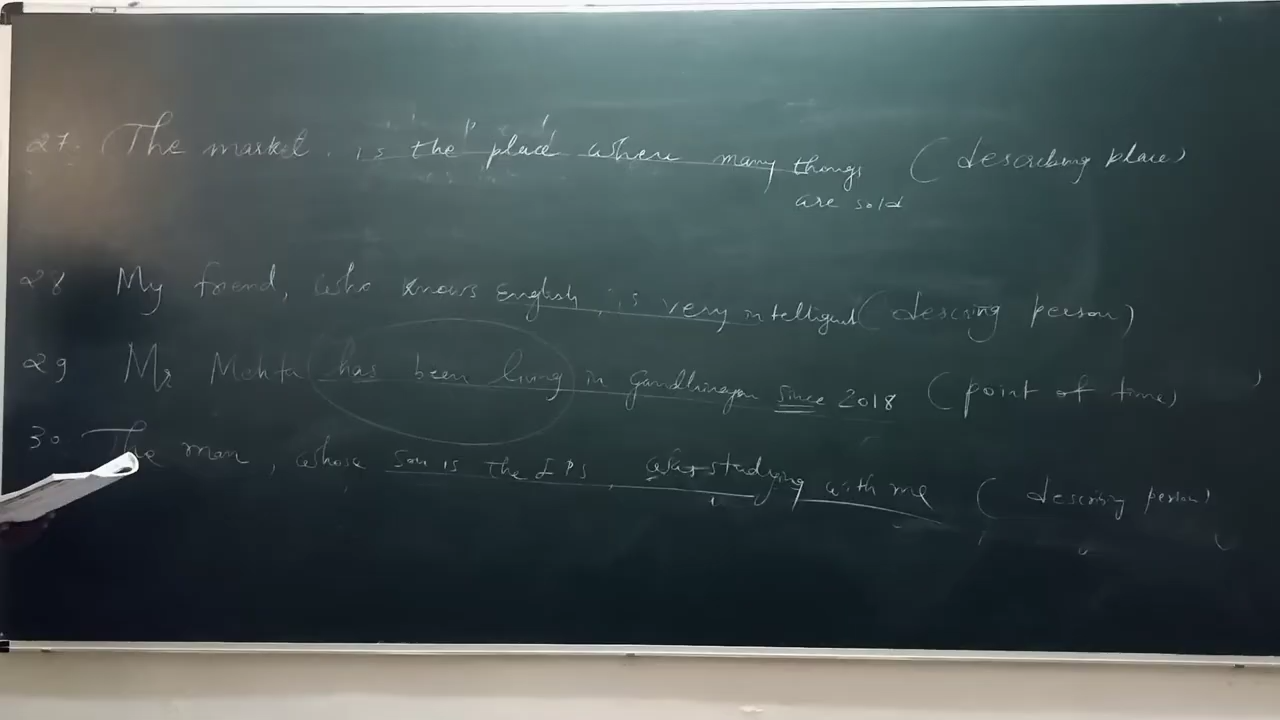 27. (The market is the place where many things (describing place)
are sold
28 My friend, who knows English, is very intelligent (describing person)
29 Mr Mehta has been living in Gandhinagar since 2018 (point of time)
30 The man, whose son is the IPS, was studying with me (describing person)